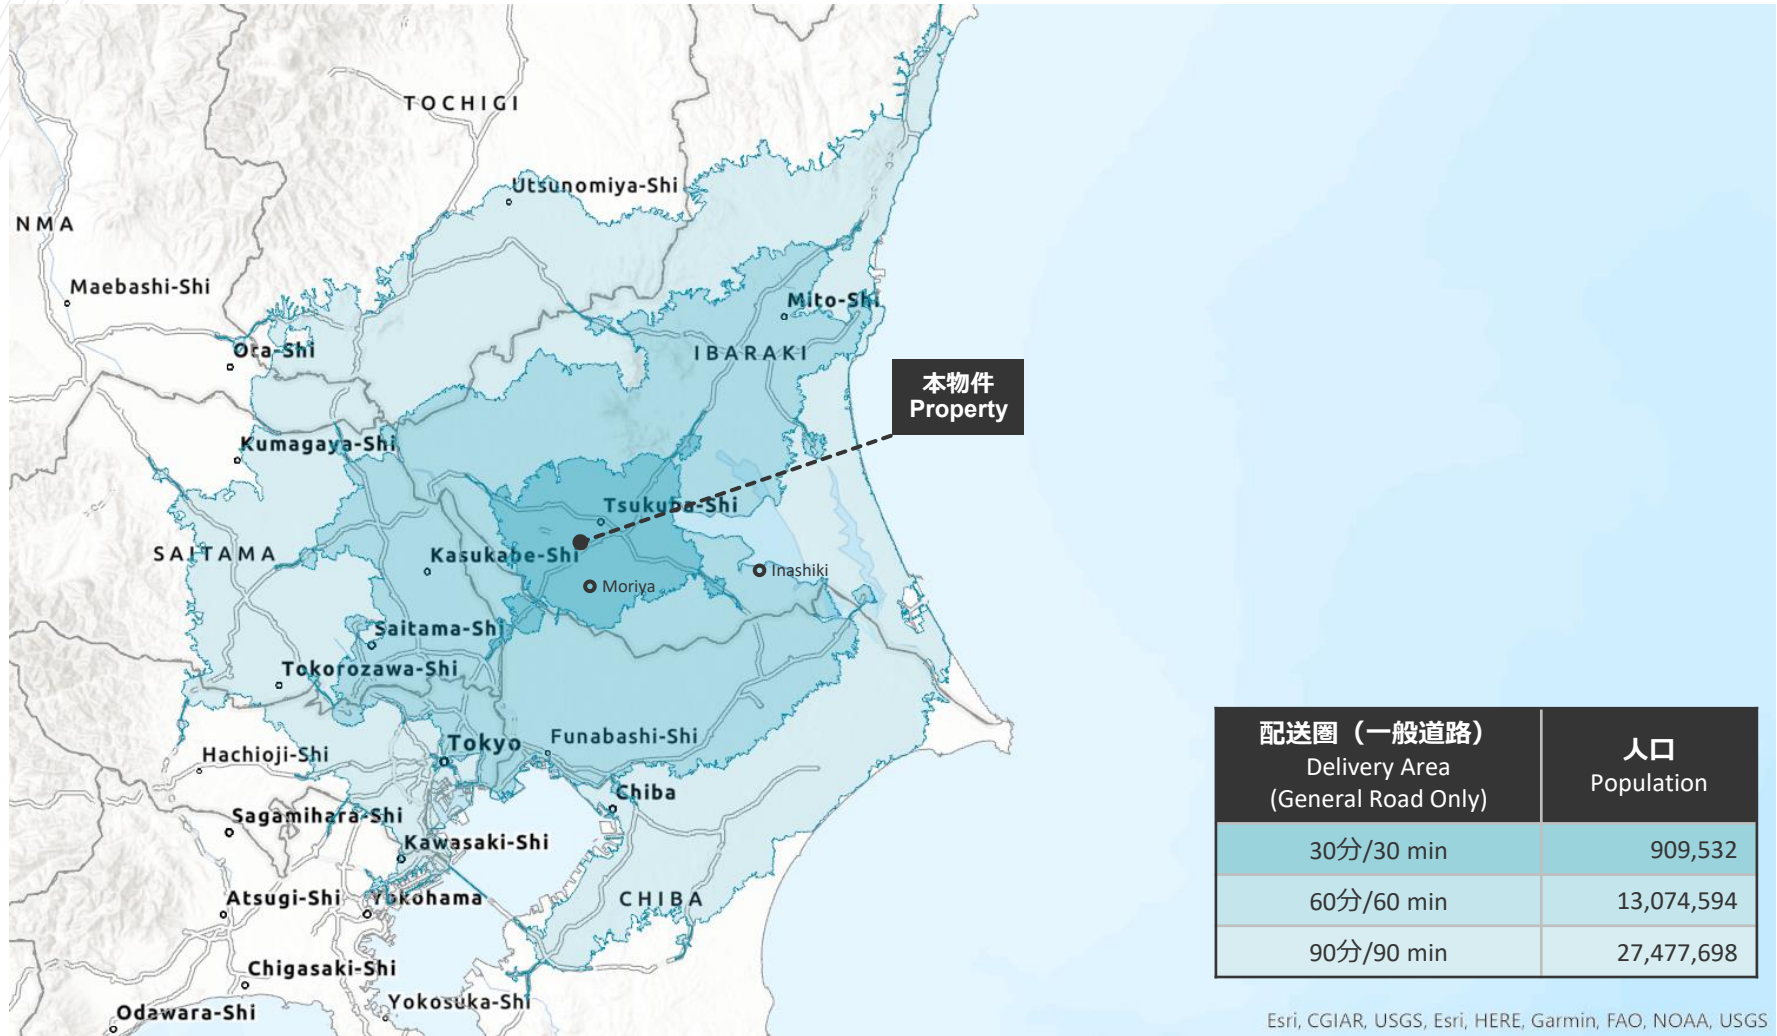 TOCHIGI
Utsunomiya-Shi
NMA
Maebashi-Shi
Mito-Shi
Ota-Shi
IBARAKI
本物件
Property
Kumagaya-Shi
Tsukuba-Shi
SAITAMA
Kasukabe-Shi
Inashiki
Moriya
Saitama-Shi
Tokorozawa-Shi
Funabashi-Shi
Tokyo
Hachioji-Shi
Chiba
Sagamihara-Shi
Kawasaki-Shi
Atsugi-Shi
Yokohama
CHIBA
Chigasaki-Shi
Yokosuka-Shi
Odawara-Shi
配送圏（一般道路）
Delivery Area
(General Road Only)
人口
Population
30分/30 min 909,532
60分/60 min 13,074,594
90分/90 min 27,477,698
Esri, CGIAR, USGS, Esri, HERE, Garmin, FAO, NOAA, USGS